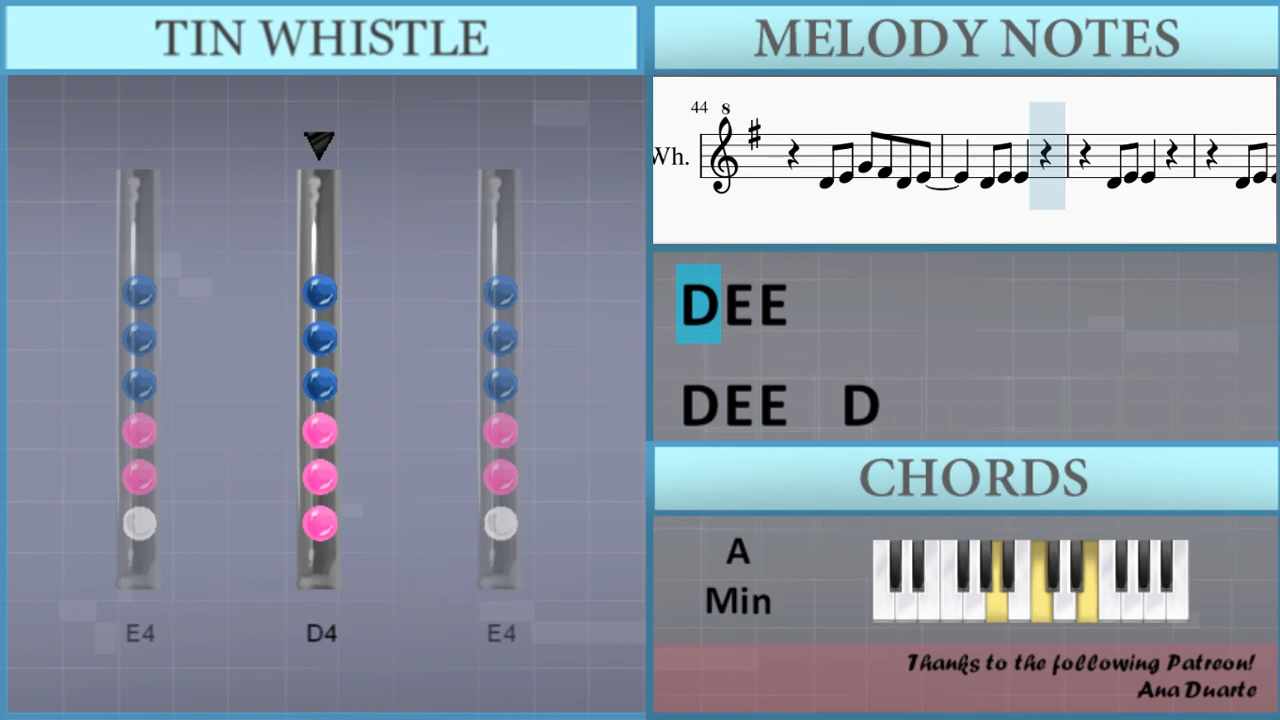 TIN WHISTLE
E4 D4 E4
MELODY NOTES
44 8
Wh.
DEE
DEE D
CHORDS
A
Min
Thanks to the following Patreon!
Ana Duarte